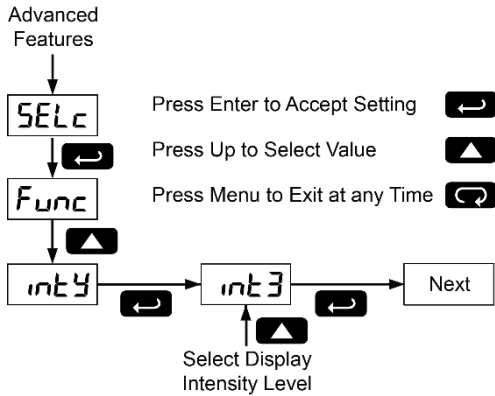 Advanced
Features
SELc
Press Enter to Accept Setting
Press Up to Select Value
Func
Press Menu to Exit at any Time
intY
int3
Next
Select Display
Intensity Level